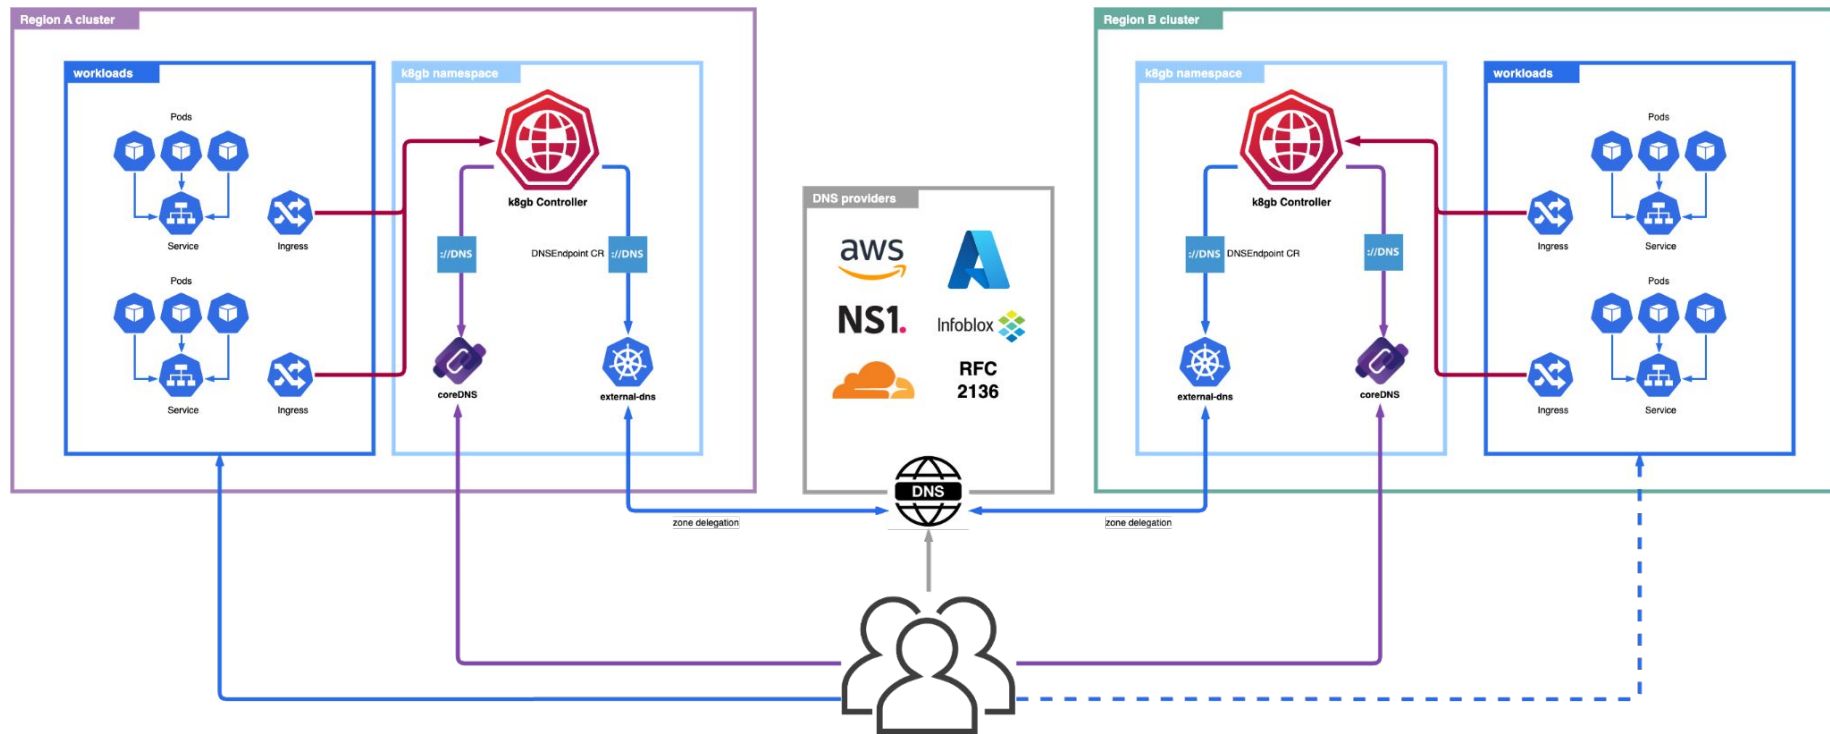 Region A cluster
workloads
Pods
Service
Ingress
Pods
Service
Ingress
k8gb namespace
k8gb Controller
://DNS
DNSEndpoint CR
://DNS
coreDNS
external-dns
zone delegation
DNS providers
aws
NS1.
Infoblox
RFC
2136
DNS
zone delegation
Region B cluster
k8gb namespace
k8gb Controller
://DNS
DNSEndpoint CR
://DNS
external-dns
coreDNS
workloads
Pods
Ingress
Service
Pods
Ingress
Service